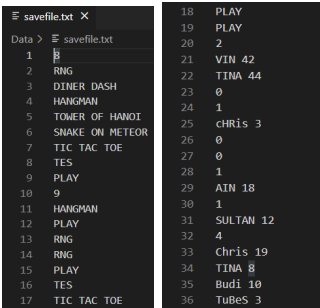 savefile.txt X
Data > savefile.txt
1 8
2 RNG
3 DINER DASH
4 HANGMAN
5 TOWER OF HANOI
6 SNAKE ON METEOR
7 TIC TAC TOE
8 TES
9 PLAY
10 9
11 HANGMAN
12 PLAY
13 RNG
14 RNG
15 PLAY
16 TES
17 TIC TAC TOE
18 PLAY
19 PLAY
20 2
21 VIN 42
22 TINA 44
23 0
24 1
25 cHRis 3
26 0
27 0
28 1
29 AIN 18
30 1
31 SULTAN 12
32 4
33 Chris 19
34 TINA 8
35 Budi 10
36 TuBeS 3